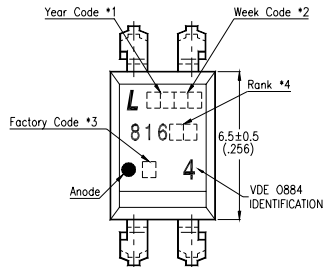 Year Code *1
Week Code *2
L
Rank *4
816
Factory Code *3
6.5±0.5
(.256)
4
Anode
VDE 0884
IDENTIFICATION